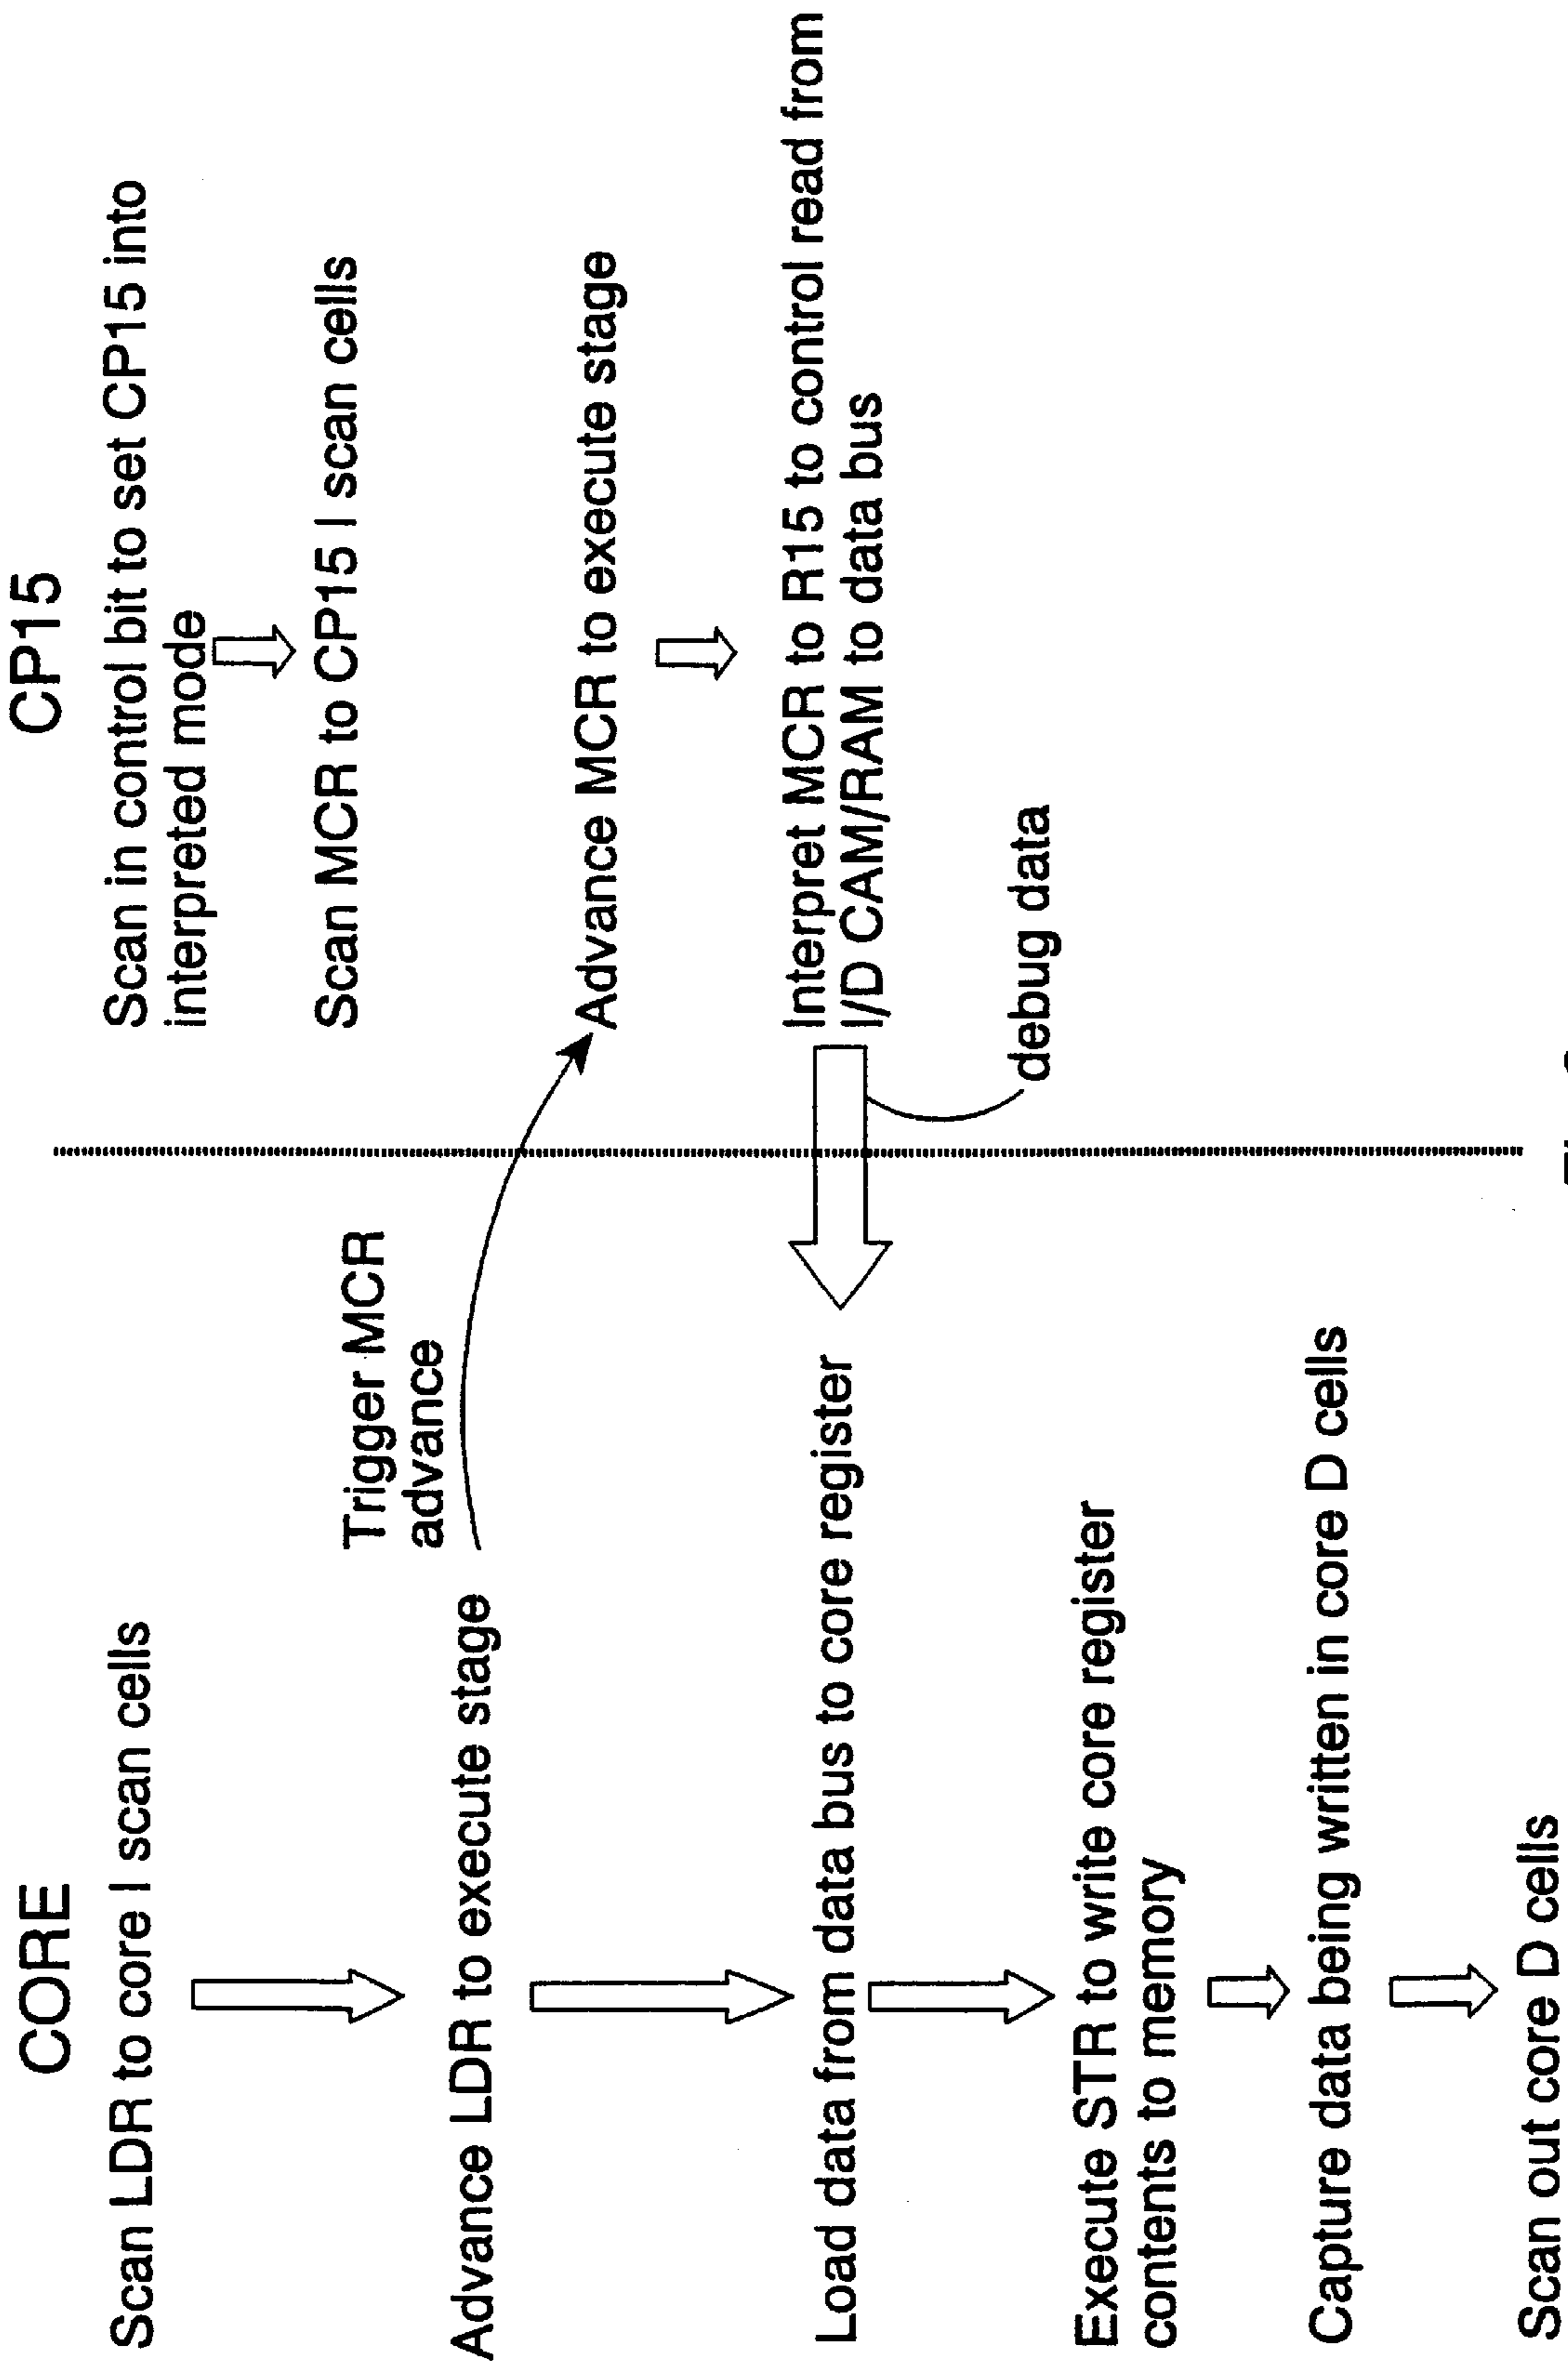 CORE
Scan LDR to core I scan cells
Advance LDR to execute stage
Trigger MCR
advance
Load data from data bus to core register
Execute STR to write core register
contents to memory
Capture data being written in core D cells
Scan out core D cells
CP15
Scan in control bit to set CP15 into
interpreted mode
Scan MCR to CP15 I scan cells
Advance MCR to execute stage
Interpret MCR to R15 to control read from
I/D CAM/RAM to data bus
debug data